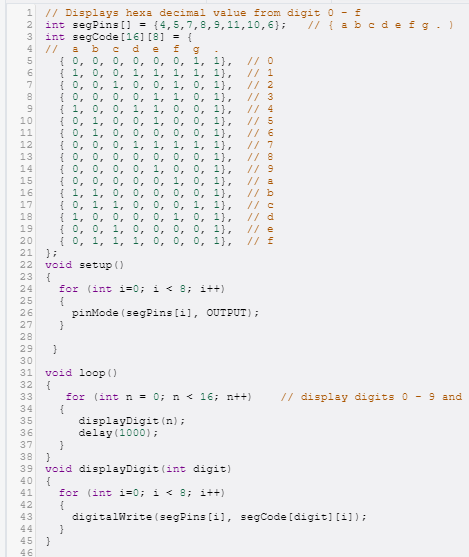 1 // Displays hexa decimal value from digit 0 - f
2 int segPins[] = {4,5,7,8,9,11,10,6};   // { a b c d e f g . )
3 int segCode[16][8] = {
4 //  a  b  c  d  e  f  g  .
5 { 0, 0, 0, 0, 0, 0, 1, 1},  // 0
6 { 1, 0, 0, 1, 1, 1, 1, 1},  // 1
7 { 0, 0, 1, 0, 0, 1, 0, 1},  // 2
8 { 0, 0, 0, 0, 1, 1, 0, 1},  // 3
9 { 1, 0, 0, 1, 1, 0, 0, 1},  // 4
10 { 0, 1, 0, 0, 1, 0, 0, 1},  // 5
11 { 0, 1, 0, 0, 0, 0, 0, 1},  // 6
12 { 0, 0, 0, 1, 1, 1, 1, 1},  // 7
13 { 0, 0, 0, 0, 0, 0, 0, 1},  // 8
14 { 0, 0, 0, 0, 1, 0, 0, 1},  // 9
15 { 0, 0, 0, 0, 0, 1, 0, 1},  // a
16 { 1, 1, 0, 0, 0, 0, 0, 1},  // b
17 { 0, 1, 1, 0, 0, 0, 1, 1},  // c
18 { 1, 0, 0, 0, 0, 1, 0, 1},  // d
19 { 0, 0, 1, 0, 0, 0, 0, 1},  // e
20 { 0, 1, 1, 1, 0, 0, 0, 1},  // f
21 };
22 void setup()
23 {
24 for (int i=0; i < 8; i++)
25 {
26 pinMode(segPins[i], OUTPUT);
27 }
28
29 }
30
31 void loop()
32 {
33 for (int n = 0; n < 16; n++)    // display digits 0 - 9 and
34 {
35 displayDigit(n);
36 delay(1000);
37 }
38 }
39 void displayDigit(int digit)
40 {
41 for (int i=0; i < 8; i++)
42 {
43 digitalWrite(segPins[i], segCode[digit][i]);
44 }
45 }
46